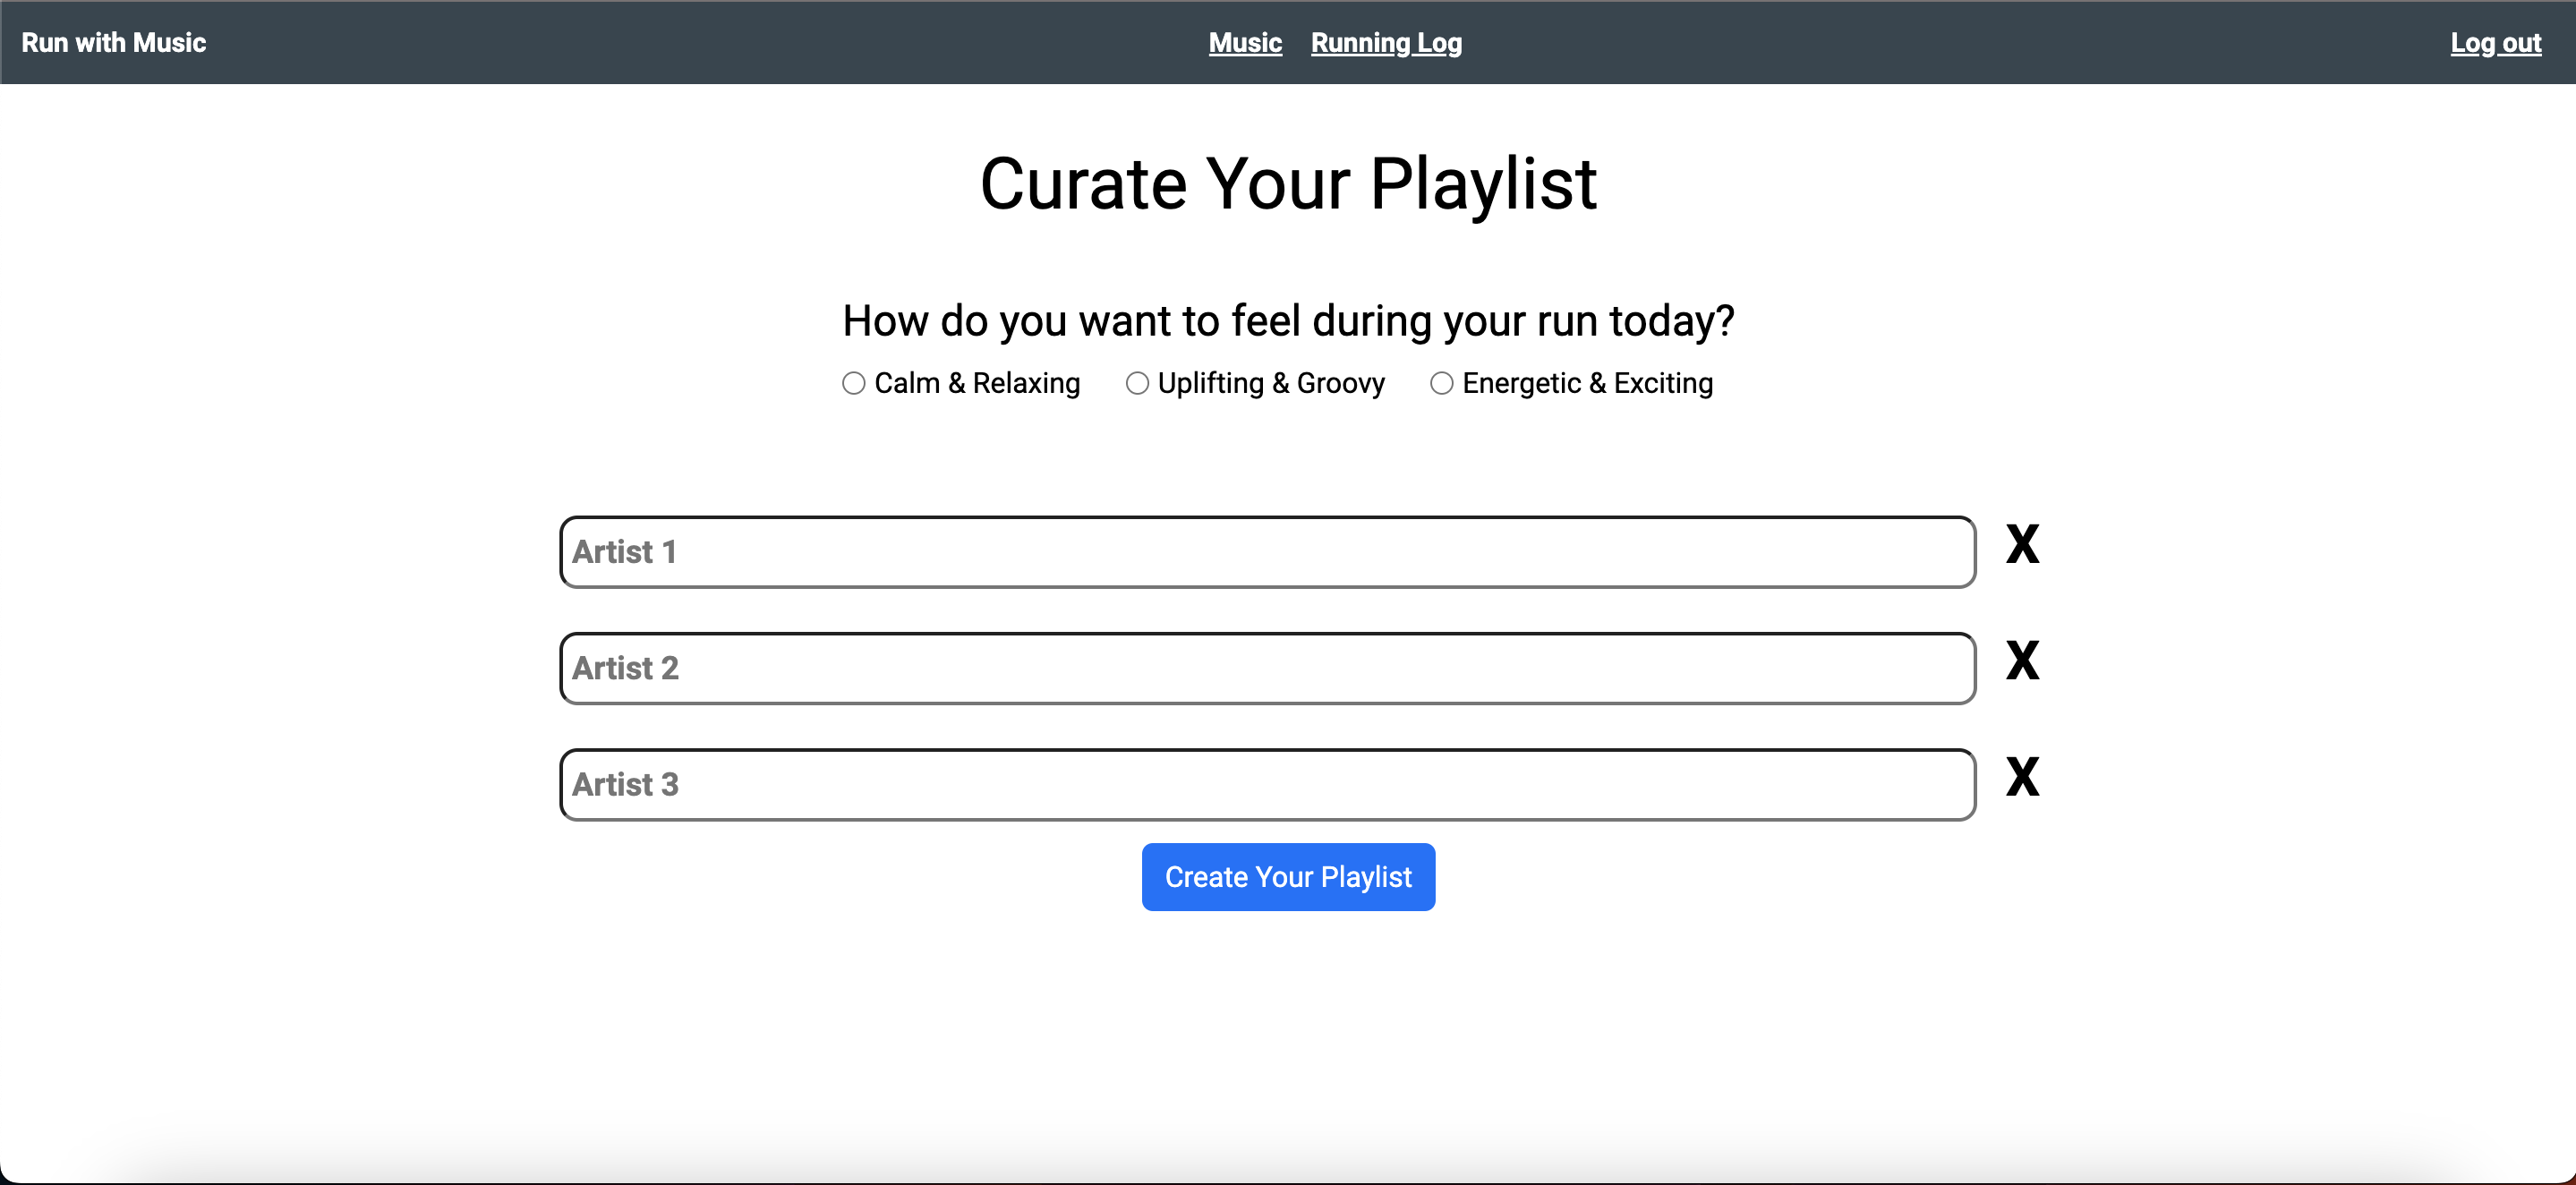 Run with Music Music Running Log Log out
Curate Your Playlist
How do you want to feel during your run today?
Calm & Relaxing Uplifting & Groovy Energetic & Exciting
Artist 1 X
Artist 2 X
Artist 3 X
Create Your Playlist